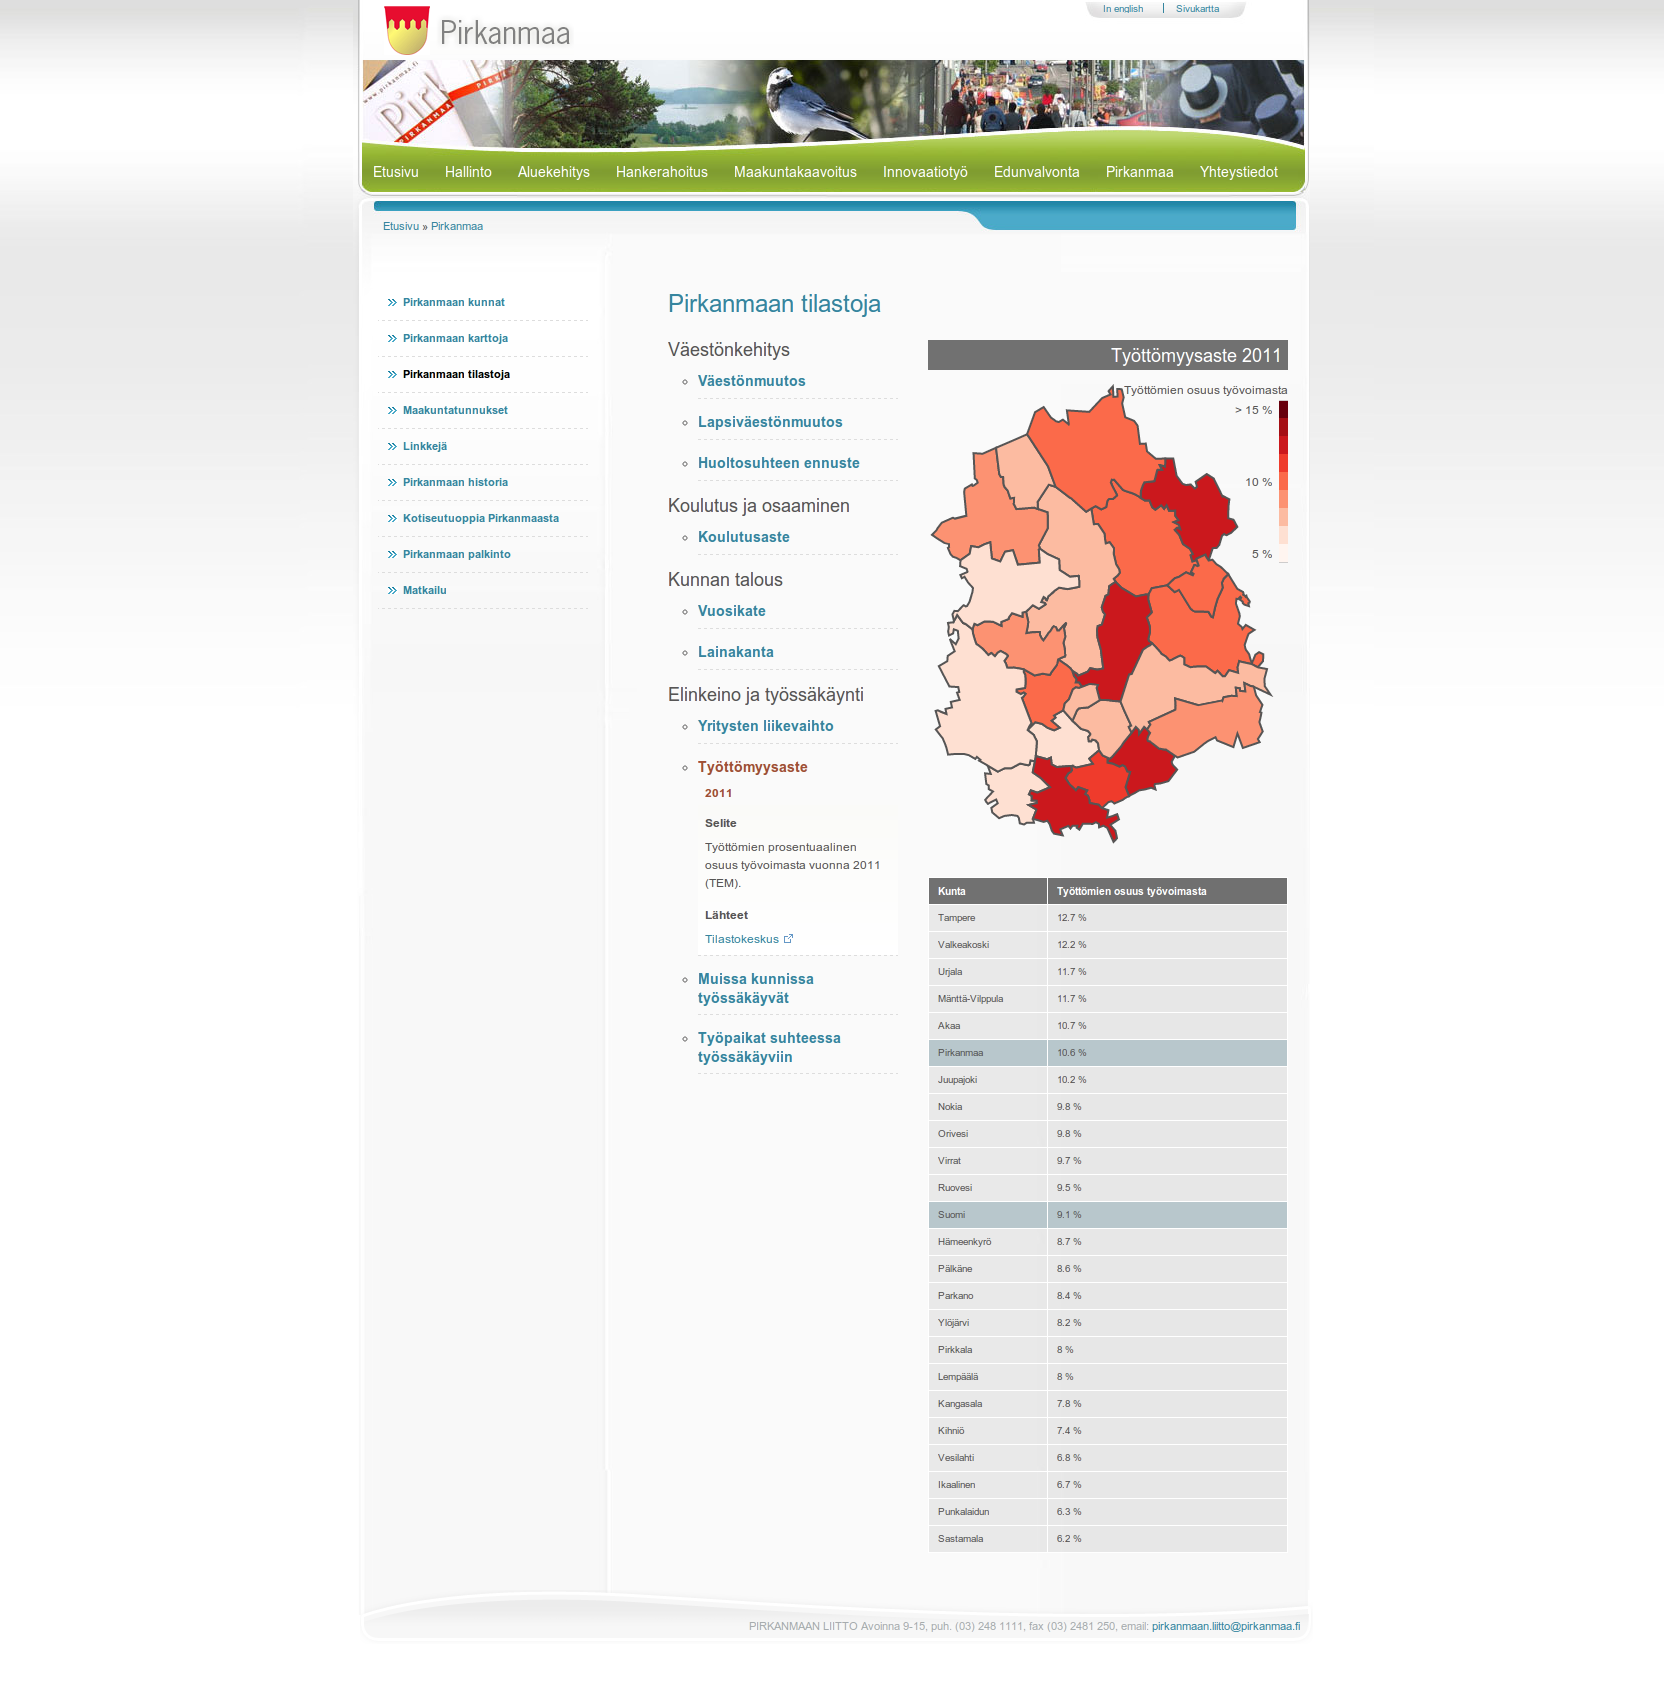 In english | Sivukartta
Pirkanmaa
www.pirkanmaa.fi
PIRKANMAA
Etusivu Hallinto Aluekehitys Hankerahoitus Maakuntakaavoitus Innovaatiotyö Edunvalvonta Pirkanmaa Yhteystiedot
Etusivu » Pirkanmaa
Pirkanmaan kunnat
Pirkanmaan karttoja
Pirkanmaan tilastoja
Maakuntatunnukset
Linkkejä
Pirkanmaan historia
Kotiseutuoppia Pirkanmaasta
Pirkanmaan palkinto
Matkailu
Pirkanmaan tilastoja
Väestönkehitys
Väestönmuutos
Lapsiväestönmuutos
Huoltosuhteen ennuste
Koulutus ja osaaminen
Koulutusaste
Kunnan talous
Vuosikate
Lainakanta
Elinkeino ja työssäkäynti
Yritysten liikevaihto
Työttömyysaste
2011
Selite
Työttömien prosentuaalinen
osuus työvoimasta vuonna 2011
(TEM).
Lähteet
Tilastokeskus
Muissa kunnissa
työssäkäyvät
Työpaikat suhteessa
työssäkäyviin
Työttömyysaste 2011
Työttömien osuus työvoimasta
> 15 %
10 %
5 %
Kunta Työttömien osuus työvoimasta
Tampere 12.7 %
Valkeakoski 12.2 %
Urjala 11.7 %
Mänttä-Vilppula 11.7 %
Akaa 10.7 %
Pirkanmaa 10.6 %
Juupajoki 10.2 %
Nokia 9.8 %
Orivesi 9.8 %
Virrat 9.7 %
Ruovesi 9.5 %
Suomi 9.1 %
Hämeenkyrö 8.7 %
Pälkäne 8.6 %
Parkano 8.4 %
Ylöjärvi 8.2 %
Pirkkala 8 %
Lempäälä 8 %
Kangasala 7.8 %
Kihniö 7.4 %
Vesilahti 6.8 %
Ikaalinen 6.7 %
Punkalaidun 6.3 %
Sastamala 6.2 %
PIRKANMAAN LIITTO Avoinna 9-15, puh. (03) 248 1111, fax (03) 2481 250, email: pirkanmaan.liitto@pirkanmaa.fi